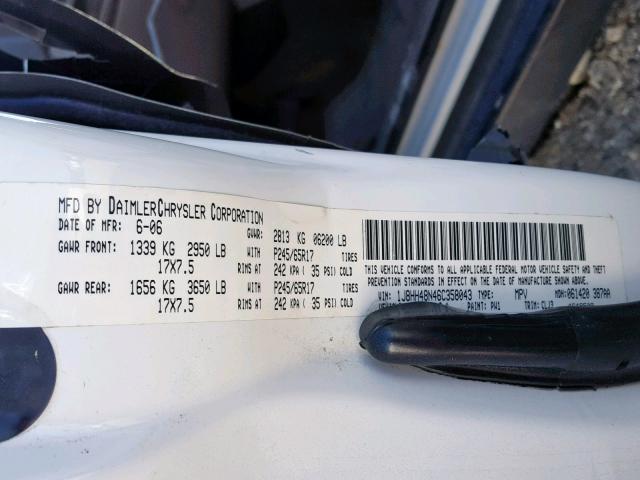 MFD BY DAIMLERCHRYSLER CORPORATION
DATE OF MFR: 6-06 GVWR: 2813 KG 06200 LB
GAWR FRONT: 1339 KG 2950 LB WITH P245/65R17 TIRES
17X7.5 RIMS AT 242 KPA ( 35 PSI) COLD
GAWR REAR: 1656 KG 3650 LB WITH P245/65R17 TIRES
17X7.5 RIMS AT 242 KPA ( 35 PSI) COLD
THIS VEHICLE CONFORMS TO ALL APPLICABLE FEDERAL MOTOR VEHICLE SAFETY AND THEFT
PREVENTION STANDARDS IN EFFECT ON THE DATE OF MANUFACTURE SHOWN ABOVE.
VIN: 1J8HH48N46C358043 TYPE: MPV MDH: 061420 387AA
PAINT: PW1 TRIM: